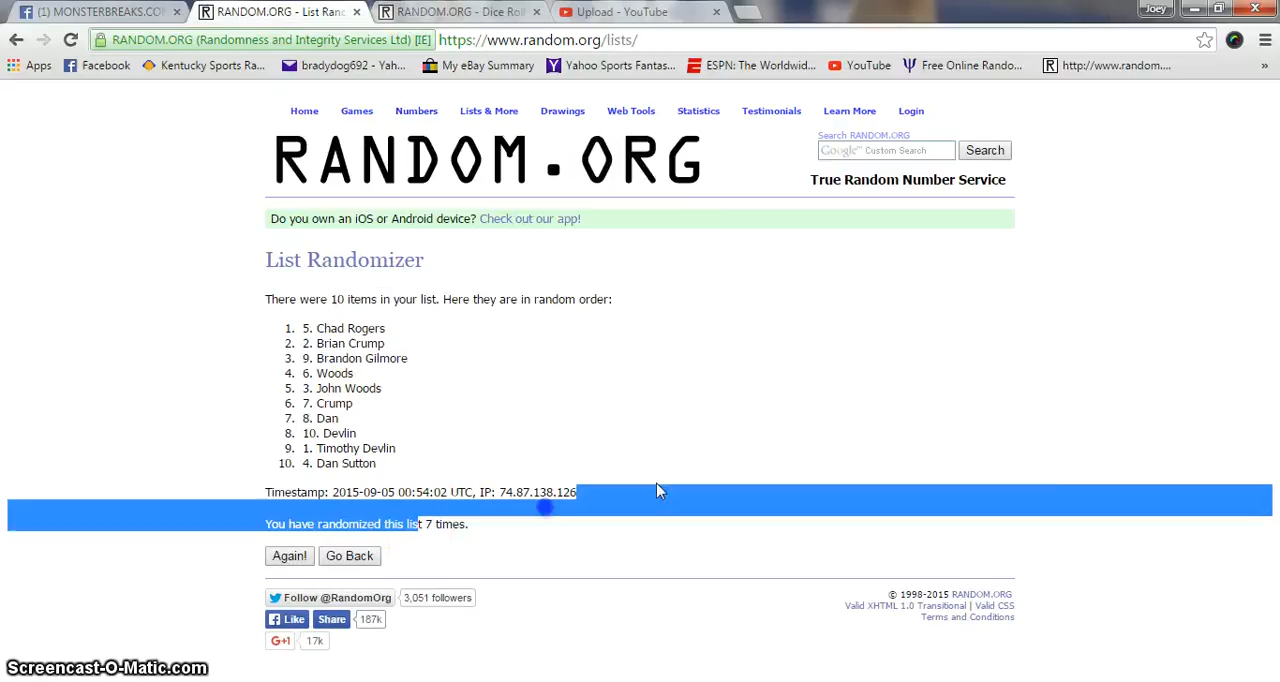 (1) MONSTERBREAKS.CO
RANDOM.ORG - List Ran
RANDOM.ORG - Dice Roll
Upload - YouTube
Joey
RANDOM.ORG (Randomness and Integrity Services Ltd) [IE]
https://www.random.org/lists/
Apps
Facebook
Kentucky Sports Ra...
bradydog692 - Yah...
My eBay Summary
Yahoo Sports Fantas...
ESPN: The Worldwid...
YouTube
Free Online Rando...
http://www.random....
»
Home Games Numbers Lists & More Drawings Web Tools Statistics Testimonials Learn More Login
RANDOM.ORG
Search RANDOM.ORG
Google™ Custom Search
Search
True Random Number Service
Do you own an iOS or Android device? Check out our app!
List Randomizer
There were 10 items in your list. Here they are in random order:
1. 5. Chad Rogers
2. 2. Brian Crump
3. 9. Brandon Gilmore
4. 6. Woods
5. 3. John Woods
6. 7. Crump
7. 8. Dan
8. 10. Devlin
9. 1. Timothy Devlin
10. 4. Dan Sutton
Timestamp: 2015-09-05 00:54:02 UTC, IP: 74.87.138.126
You have randomized this list 7 times.
Again! Go Back
Follow @RandomOrg 3,051 followers
Like Share 187k
G+1 17k
© 1998-2015 RANDOM.ORG
Valid XHTML 1.0 Transitional | Valid CSS
Terms and Conditions
Screencast-O-Matic.com